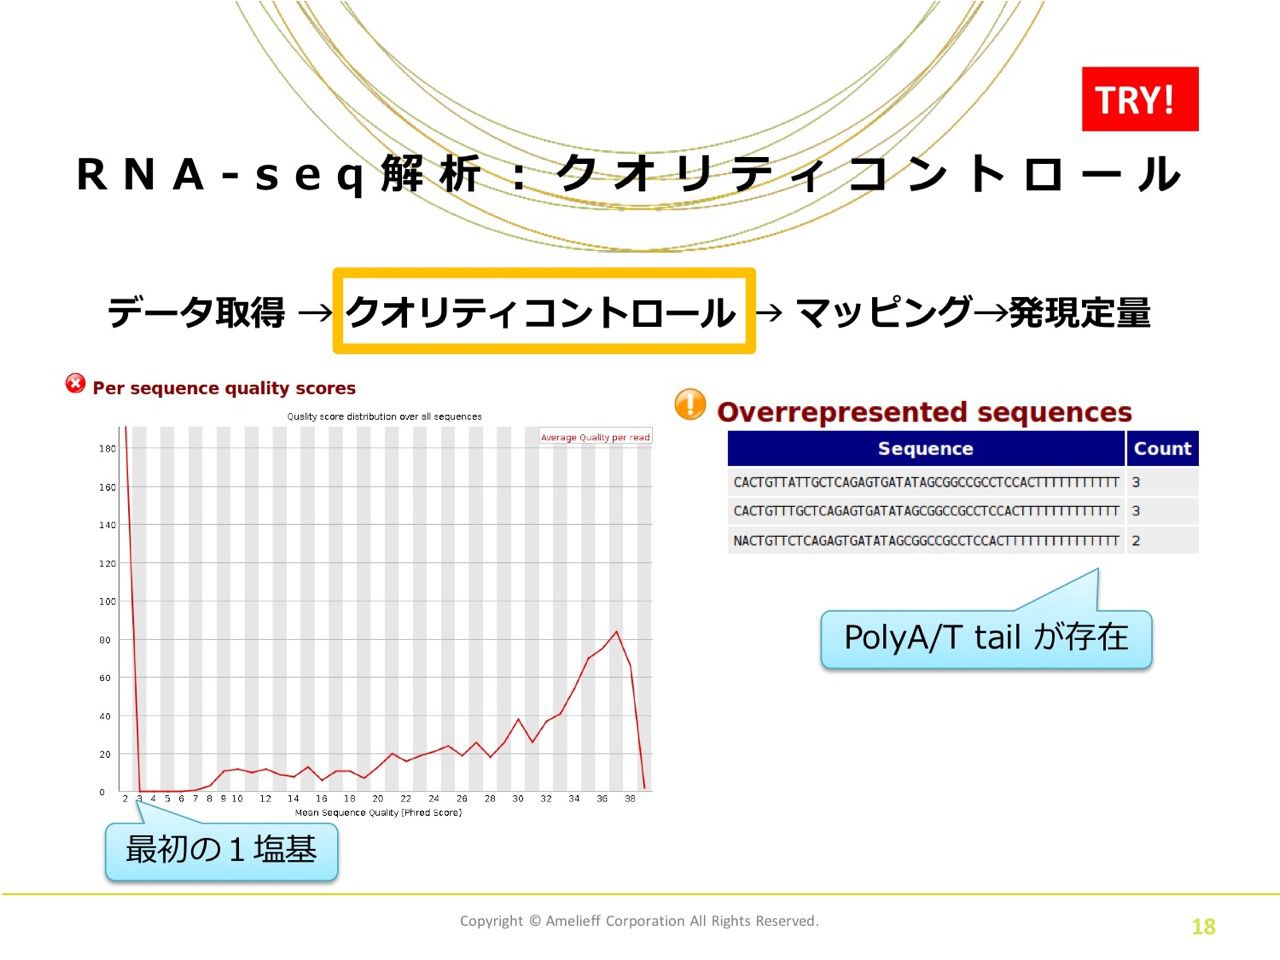 TRY!
RNA-seq解析：クオリティコントロール
データ取得 → クオリティコントロール → マッピング→発現定量
Per sequence quality scores
Quality score distribution over all sequences
Average Quality per read
180
160
140
120
100
80
60
40
20
0
2 3 4 5 6 7 8 9 10 12 14 16 18 20 22 24 26 28 30 32 34 36 38
Mean Sequence Quality (Phred Score)
最初の１塩基
Overrepresented sequences
Sequence Count
CACTGTTATTGCTCAGAGTGATATAGCGGCCGCCTCCACTTTTTTTTTTT 3
CACTGTTTGCTCAGAGTGATATAGCGGCCGCCTCCACTTTTTTTTTTTTT 3
NACTGTTCTCAGAGTGATATAGCGGCCGCCTCCACTTTTTTTTTTTTTTT 2
PolyA/T tail が存在
Copyright © Amelieff Corporation All Rights Reserved.
18